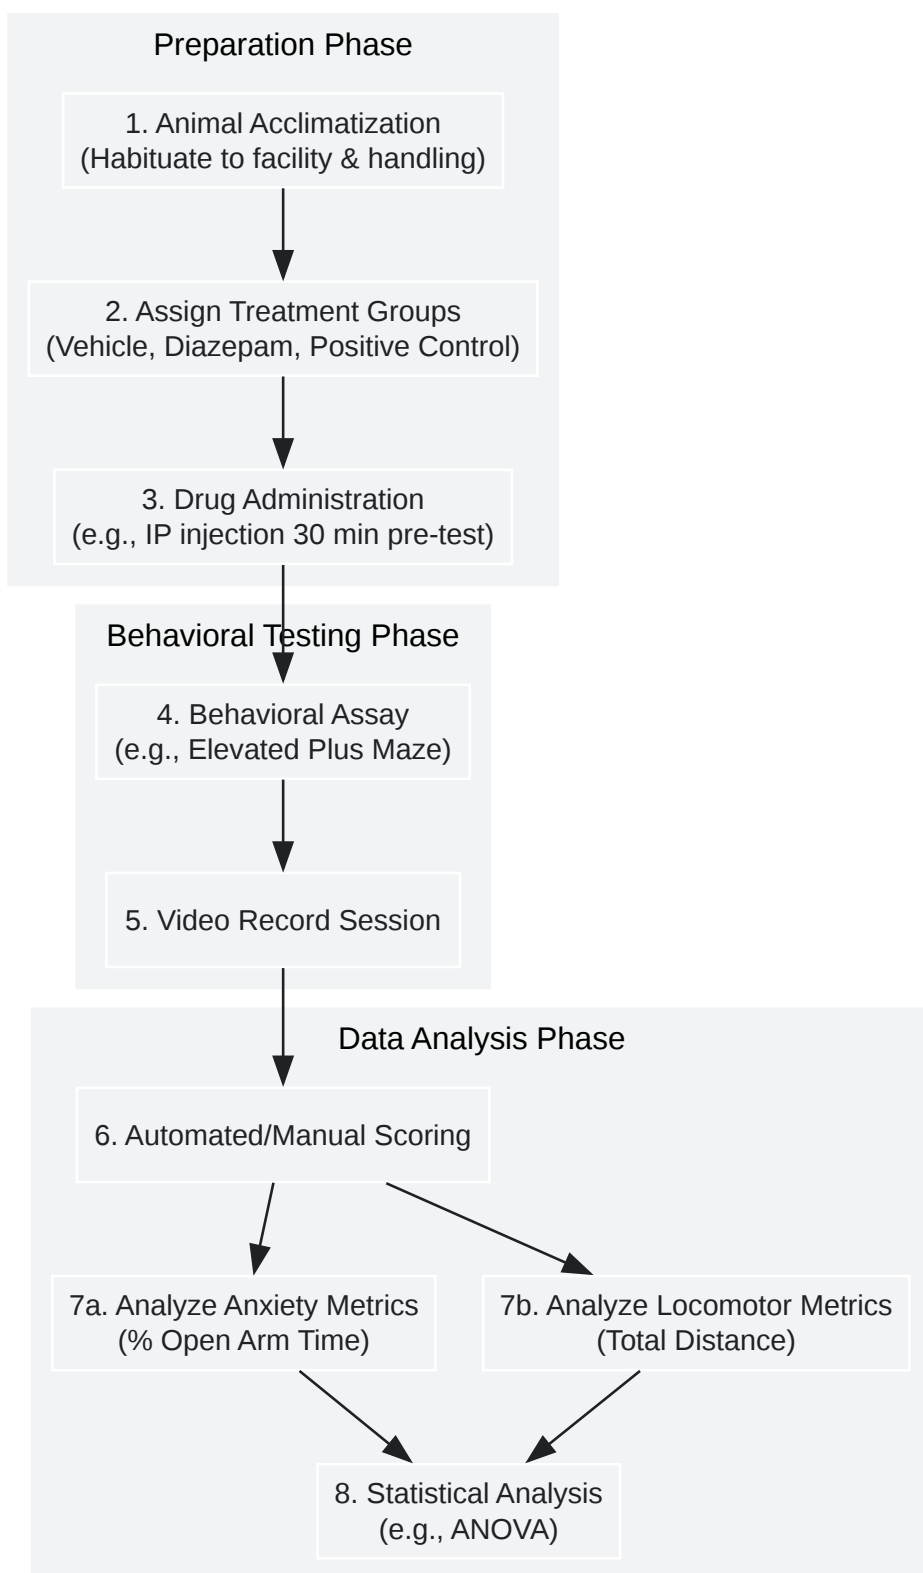 Preparation Phase
1. Animal Acclimatization
(Habituate to facility & handling)
2. Assign Treatment Groups
(Vehicle, Diazepam, Positive Control)
3. Drug Administration
(e.g., IP injection 30 min pre-test)
Behavioral Testing Phase
4. Behavioral Assay
(e.g., Elevated Plus Maze)
5. Video Record Session
Data Analysis Phase
6. Automated/Manual Scoring
7a. Analyze Anxiety Metrics
(% Open Arm Time)
7b. Analyze Locomotor Metrics
(Total Distance)
8. Statistical Analysis
(e.g., ANOVA)